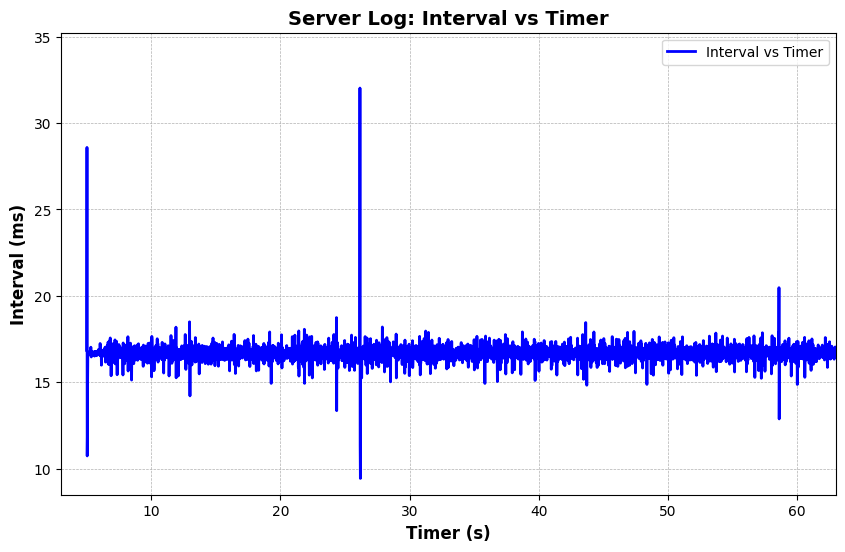 Server Log: Interval vs Timer
Interval vs Timer
35
30
25
20
15
10
Interval (ms)
10 20 30 40 50 60
Timer (s)